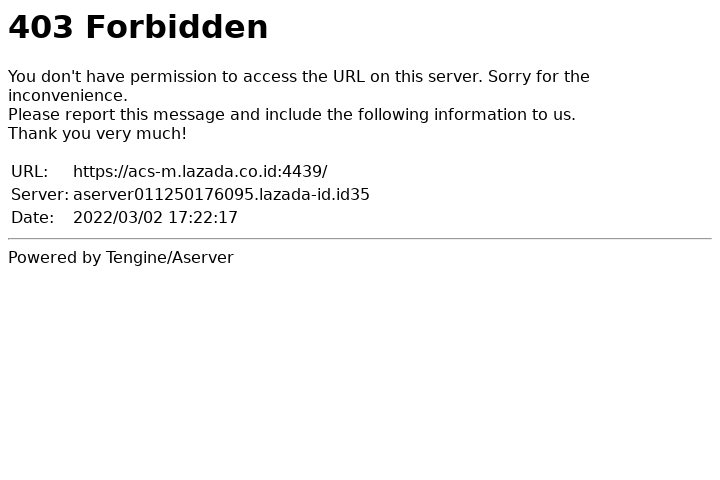 403 Forbidden
You don't have permission to access the URL on this server. Sorry for the
inconvenience.
Please report this message and include the following information to us.
Thank you very much!
URL: https://acs-m.lazada.co.id:4439/
Server: aserver011250176095.lazada-id.id35
Date: 2022/03/02 17:22:17
Powered by Tengine/Aserver